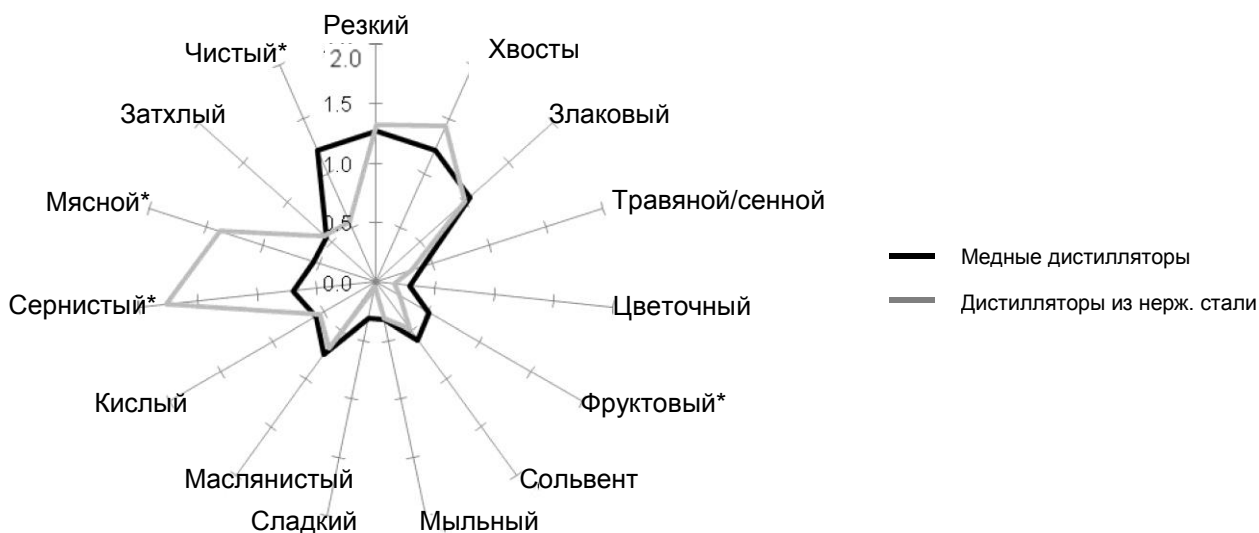 Резкий
Чистый*
Хвосты
2.0
Затхлый
1.5
Злаковый
1.0
Мясной*
Травяной/сенной
0.5
Медные дистилляторы
Сернистый*
0.0
Цветочный
Дистилляторы из нерж. стали
Кислый
Фруктовый*
Маслянистый
Сольвент
Сладкий
Мыльный